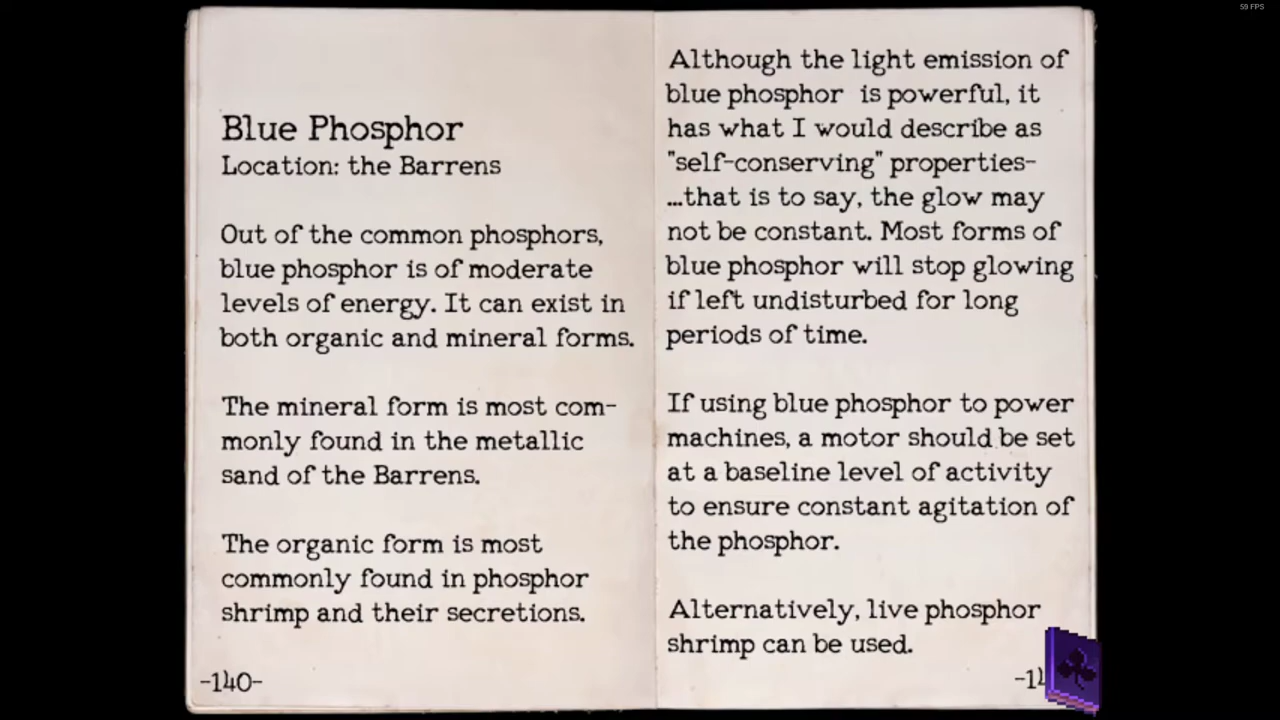 59 FPS
Blue Phosphor
Location: the Barrens
Out of the common phosphors,
blue phosphor is of moderate
levels of energy. It can exist in
both organic and mineral forms.
The mineral form is most com-
monly found in the metallic
sand of the Barrens.
The organic form is most
commonly found in phosphor
shrimp and their secretions.
-140-
Although the light emission of
blue phosphor  is powerful, it
has what I would describe as
"self-conserving" properties-
...that is to say, the glow may
not be constant. Most forms of
blue phosphor will stop glowing
if left undisturbed for long
periods of time.
If using blue phosphor to power
machines, a motor should be set
at a baseline level of activity
to ensure constant agitation of
the phosphor.
Alternatively, live phosphor
shrimp can be used.